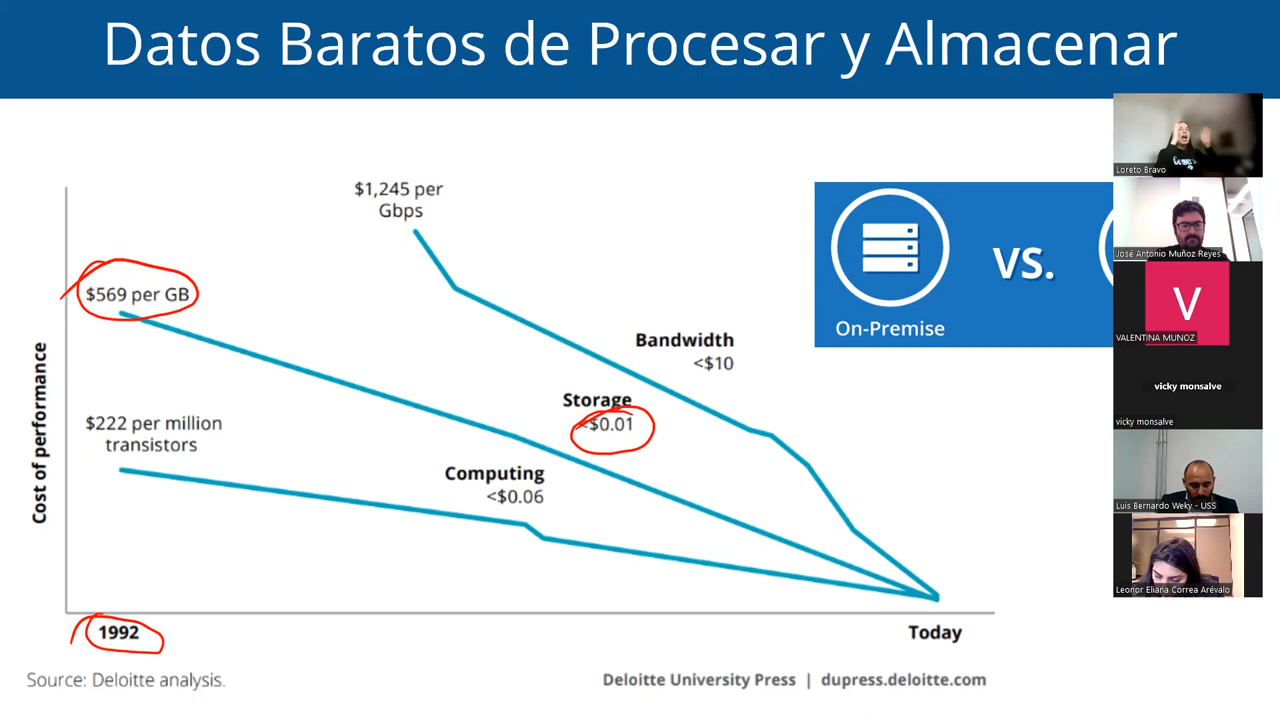 Datos Baratos de Procesar y Almacenar
$1,245 per
Gbps
$569 per GB
Bandwidth
<$10
Storage
<$0.01
$222 per million
transistors
Computing
<$0.06
Cost of performance
1992
Today
Source: Deloitte analysis.
Deloitte University Press | dupress.deloitte.com
VS.
On-Premise
Loreto Bravo
José Antonio Muñoz Reyes
V
VALENTINA MUNOZ
vicky monsalve
vicky monsalve
Luis Bernardo Weky - USS
Leonor Eliana Correa Arévalo